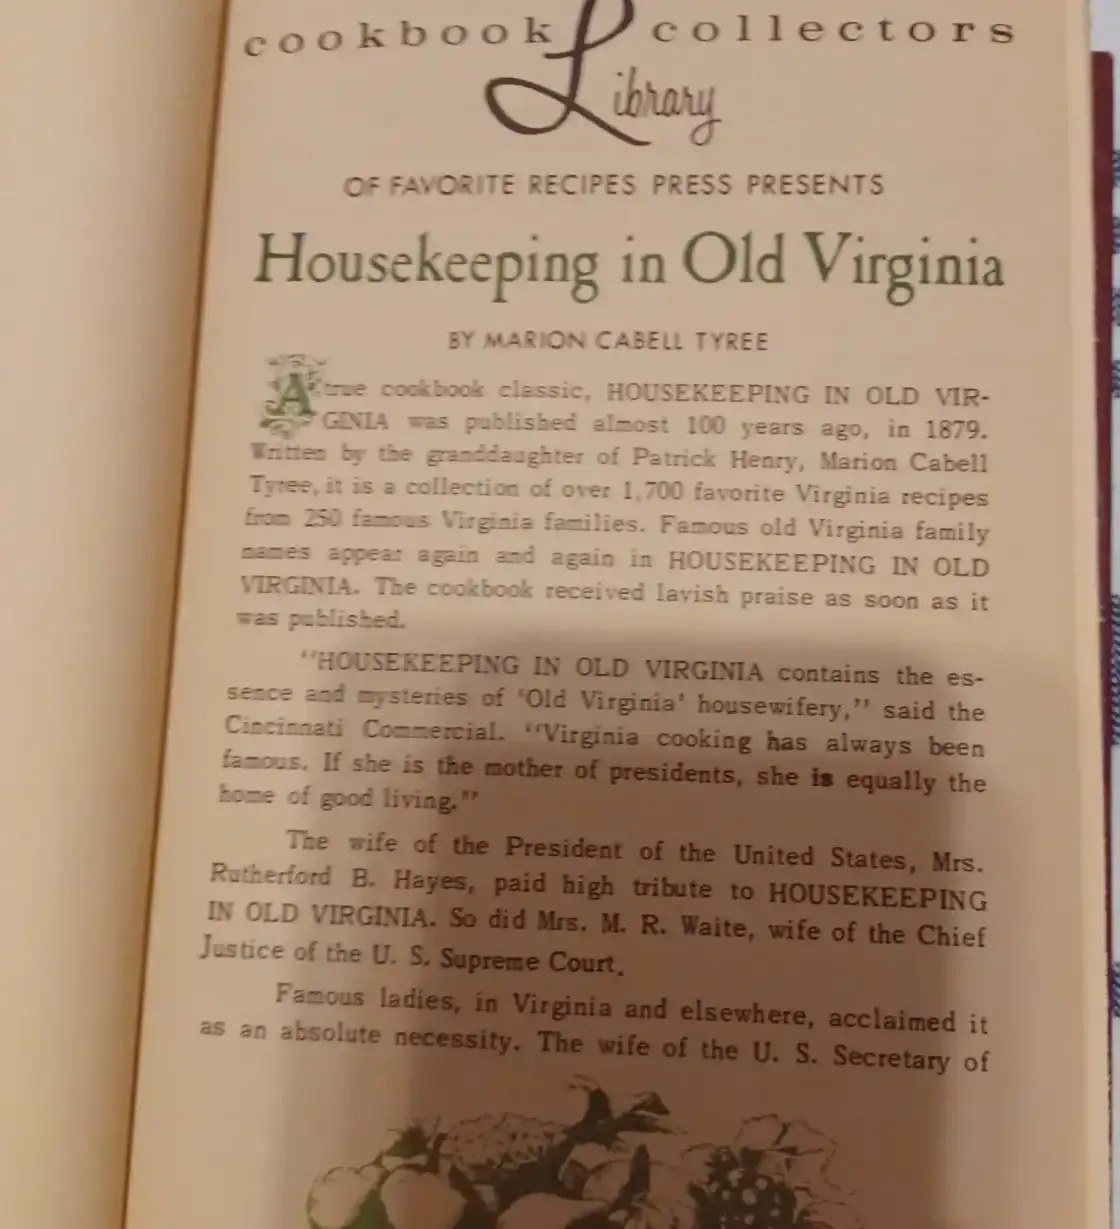 cookbook collectors
Library
OF FAVORITE RECIPES PRESS PRESENTS
Housekeeping in Old Virginia
BY MARION CABELL TYREE
A true cookbook classic, HOUSEKEEPING IN OLD VIR-
GINIA was published almost 100 years ago, in 1879.
Written by the granddaughter of Patrick Henry, Marion Cabell
Tyree, it is a collection of over 1,700 favorite Virginia recipes
from 250 famous Virginia families. Famous old Virginia family
names appear again and again in HOUSEKEEPING IN OLD
VIRGINIA. The cookbook received lavish praise as soon as it
was published.
"HOUSEKEEPING IN OLD VIRGINIA contains the es-
sence and mysteries of 'Old Virginia' housewifery," said the
Cincinnati Commercial. "Virginia cooking has always been
famous. If she is the mother of presidents, she is equally the
home of good living."
The wife of the President of the United States, Mrs.
Rutherford B. Hayes, paid high tribute to HOUSEKEEPING
IN OLD VIRGINIA. So did Mrs. M. R. Waite, wife of the Chief
Justice of the U. S. Supreme Court.
Famous ladies, in Virginia and elsewhere, acclaimed it
as an absolute necessity. The wife of the U. S. Secretary of